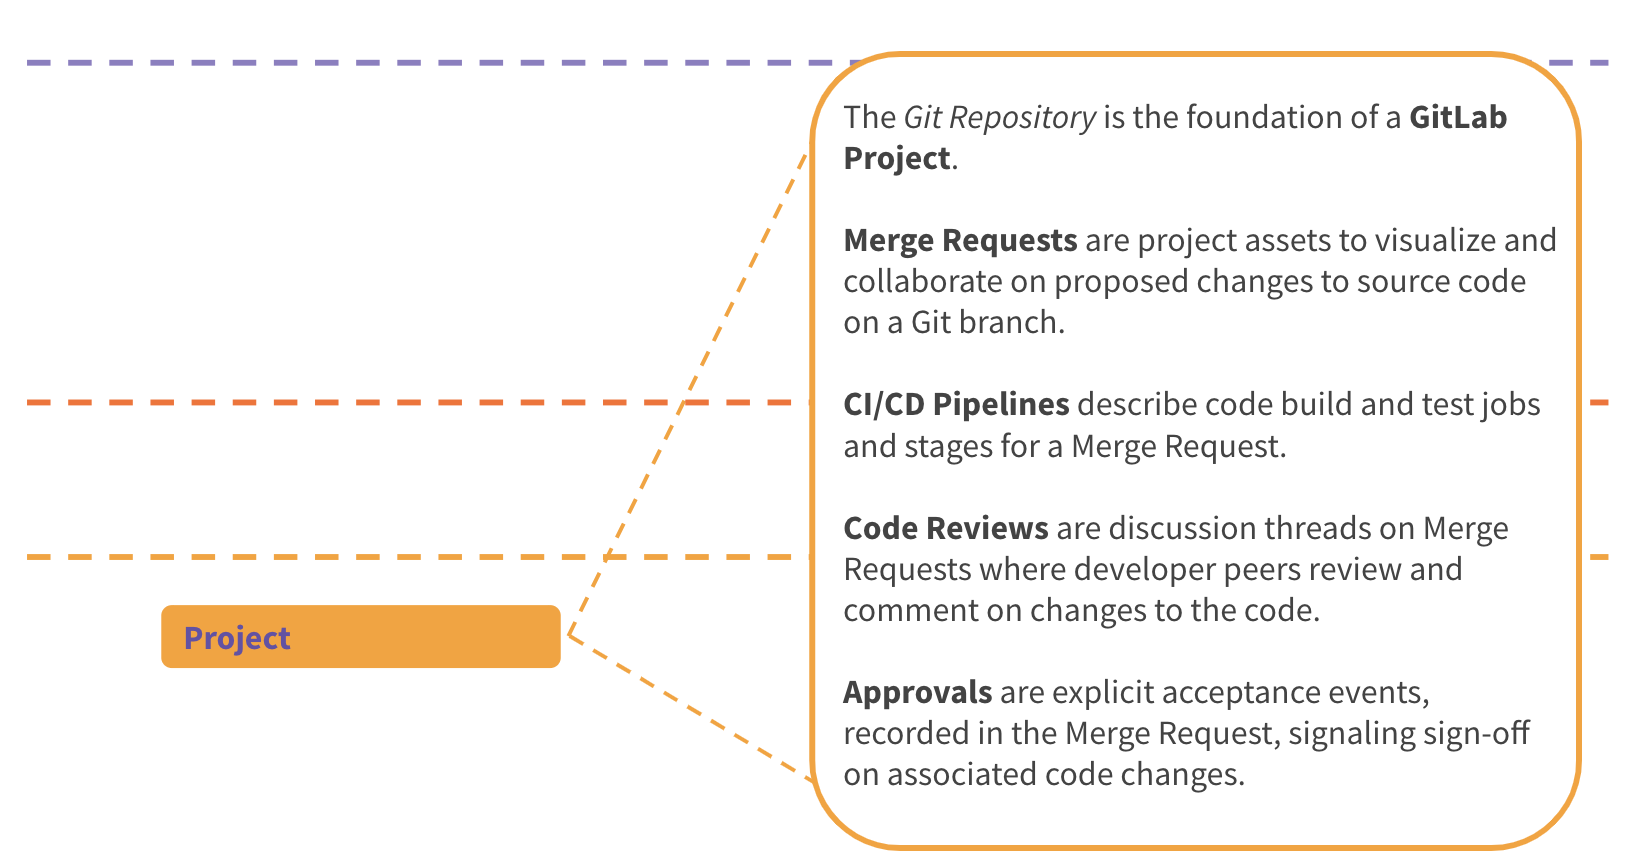 The Git Repository is the foundation of a GitLab
Project.
Merge Requests are project assets to visualize and
collaborate on proposed changes to source code
on a Git branch.
CI/CD Pipelines describe code build and test jobs
and stages for a Merge Request.
Code Reviews are discussion threads on Merge
Requests where developer peers review and
comment on changes to the code.
Project
Approvals are explicit acceptance events,
recorded in the Merge Request, signaling sign-off
on associated code changes.